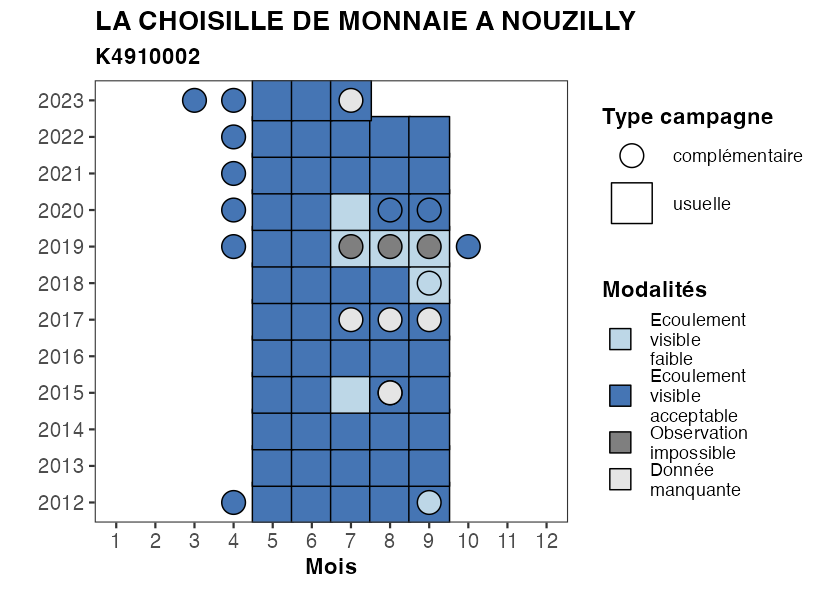 LA CHOISILLE DE MONNAIE A NOUZILLY
K4910002
2023
2022
2021
2020
2019
2018
2017
2016
2015
2014
2013
2012
1 2 3 4 5 6 7 8 9 10 11 12
Mois
Type campagne
complémentaire
usuelle
Modalités
Ecoulement
visible
faible
Ecoulement
visible
acceptable
Observation
impossible
Donnée
manquante